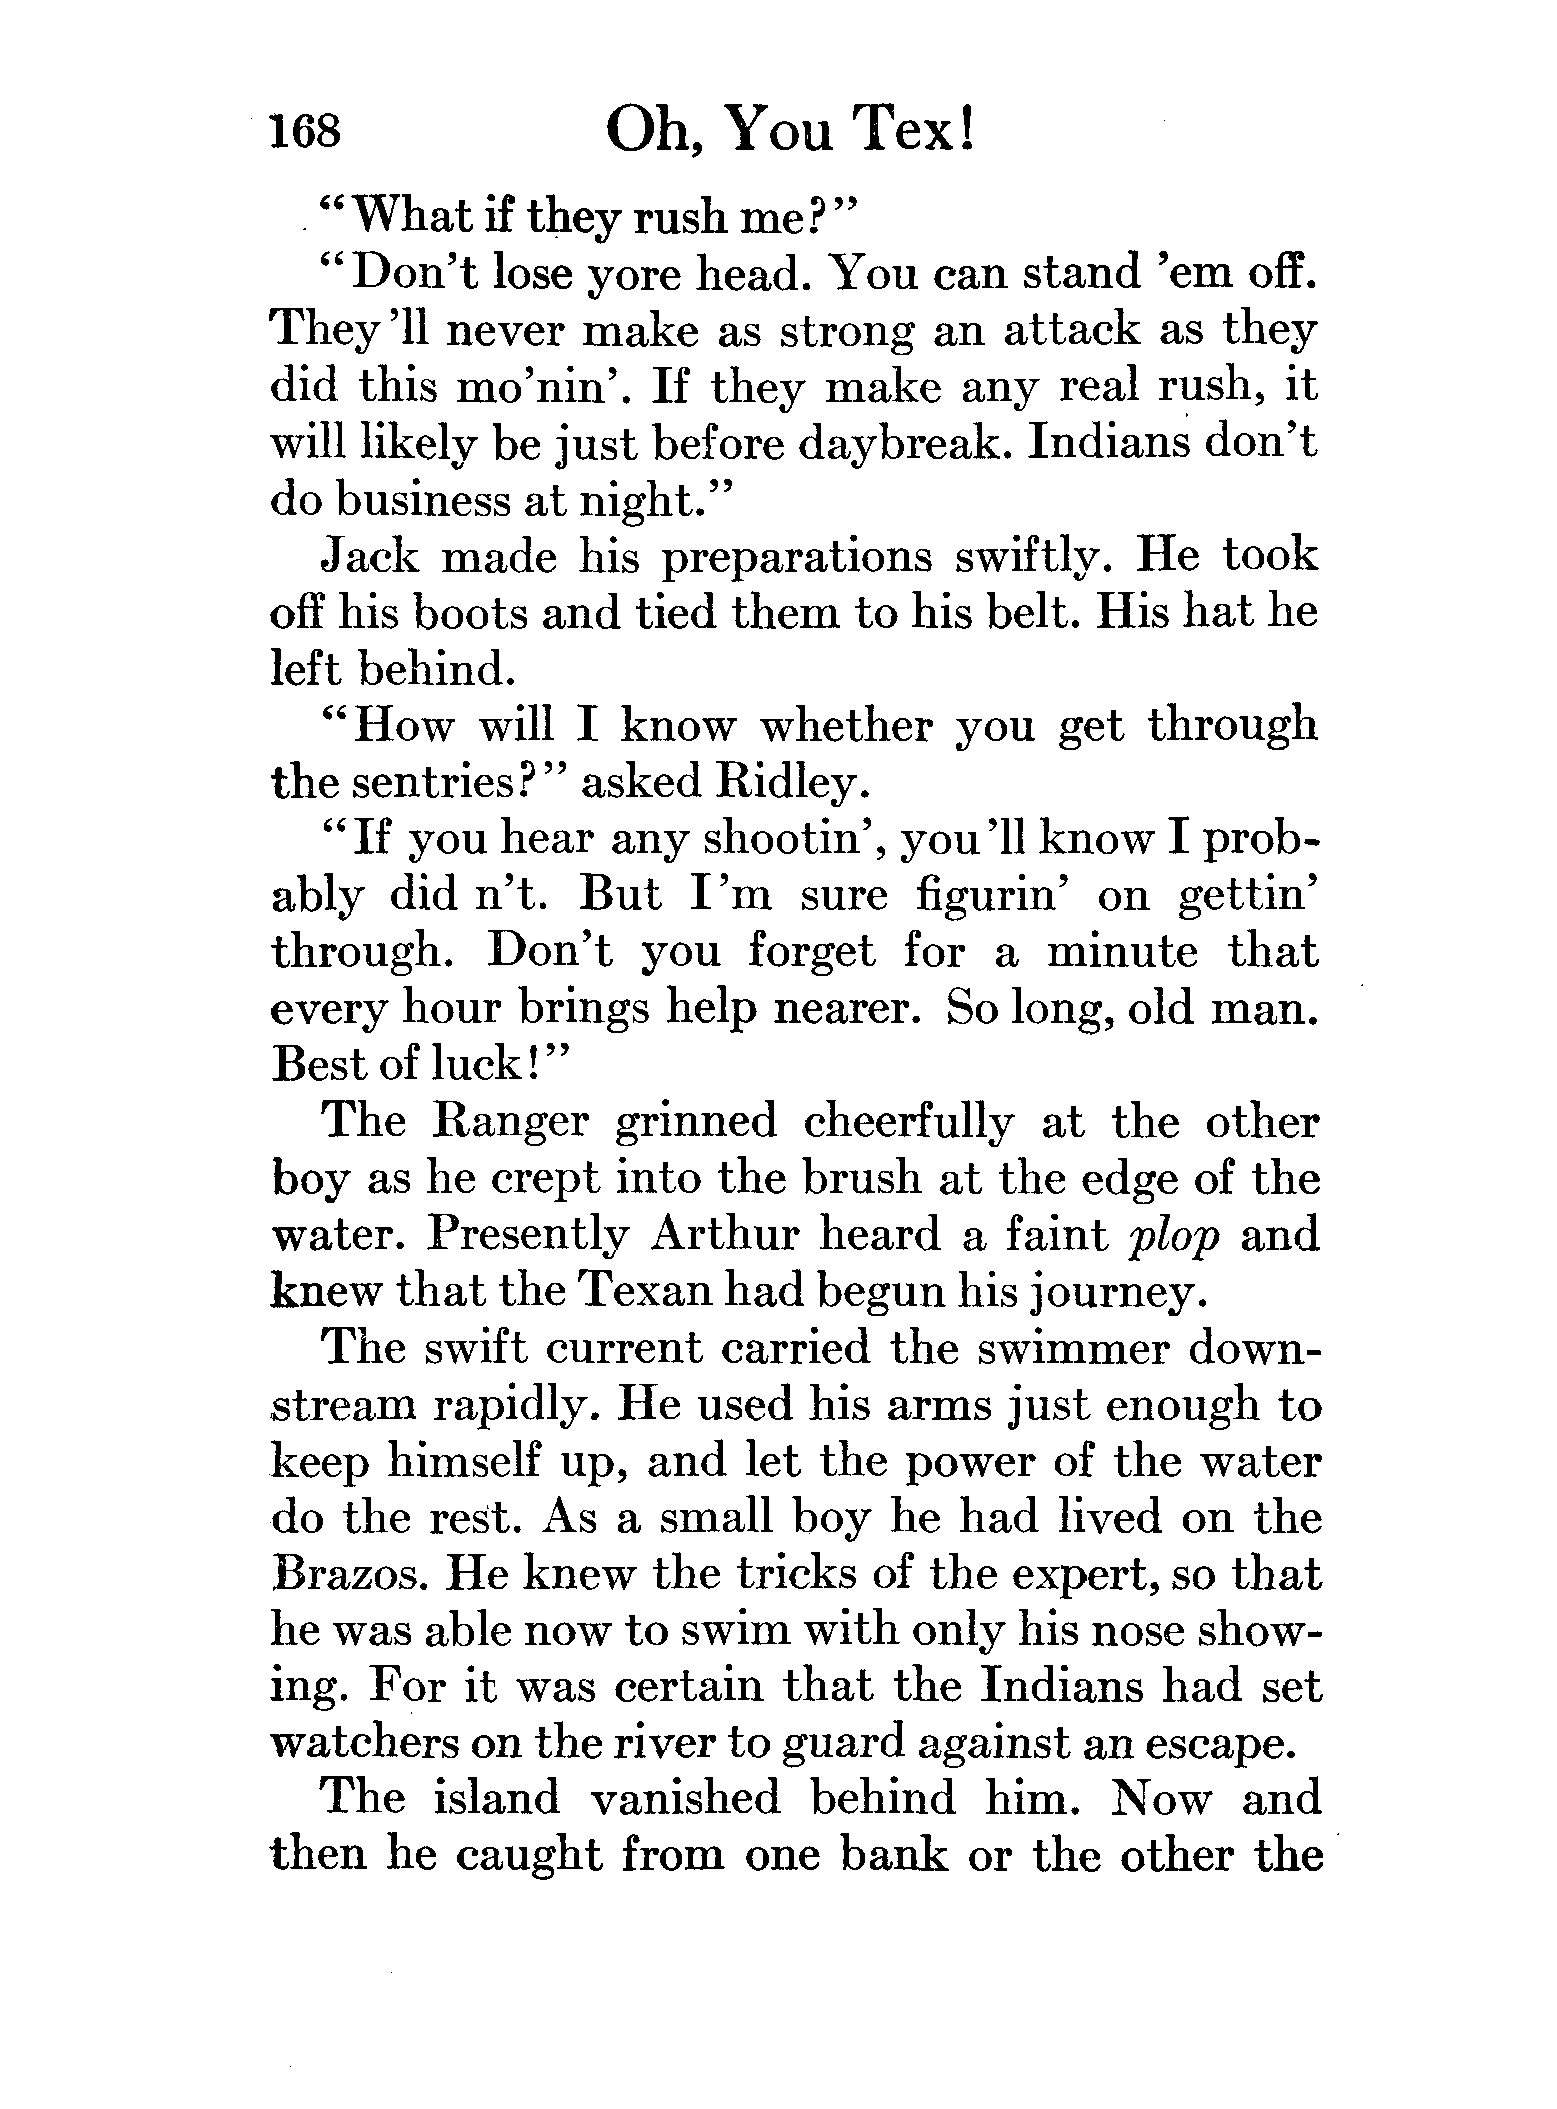 168 Oh, You Tex!
"What if they rush me?"
"Don't lose yore head. You can stand 'em off.
They 'll never make as strong an attack as they
did this mo'nin'. If they make any real rush, it
will likely be just before daybreak. Indians don't
do business at night."
Jack made his preparations swiftly. He took
off his boots and tied them to his belt. His hat he
left behind.
"How will I know whether you get through
the sentries?" asked Ridley.
"If you hear any shootin', you 'll know I prob-
ably did n't. But I 'm sure figurin' on gettin'
through. Don't you forget for a minute that
every hour brings help nearer. So long, old man.
Best of luck!"
The Ranger grinned cheerfully at the other
boy as he crept into the brush at the edge of the
water. Presently Arthur heard a faint plop and
knew that the Texan had begun his journey.
The swift current carried the swimmer down-
stream rapidly. He used his arms just enough to
keep himself up, and let the power of the water
do the rest. As a small boy he had lived on the
Brazos. He knew the tricks of the expert, so that
he was able now to swim with only his nose show-
ing. For it was certain that the Indians had set
watchers on the river to guard against an escape.
The island vanished behind him. Now and
then he caught from one bank or the other the